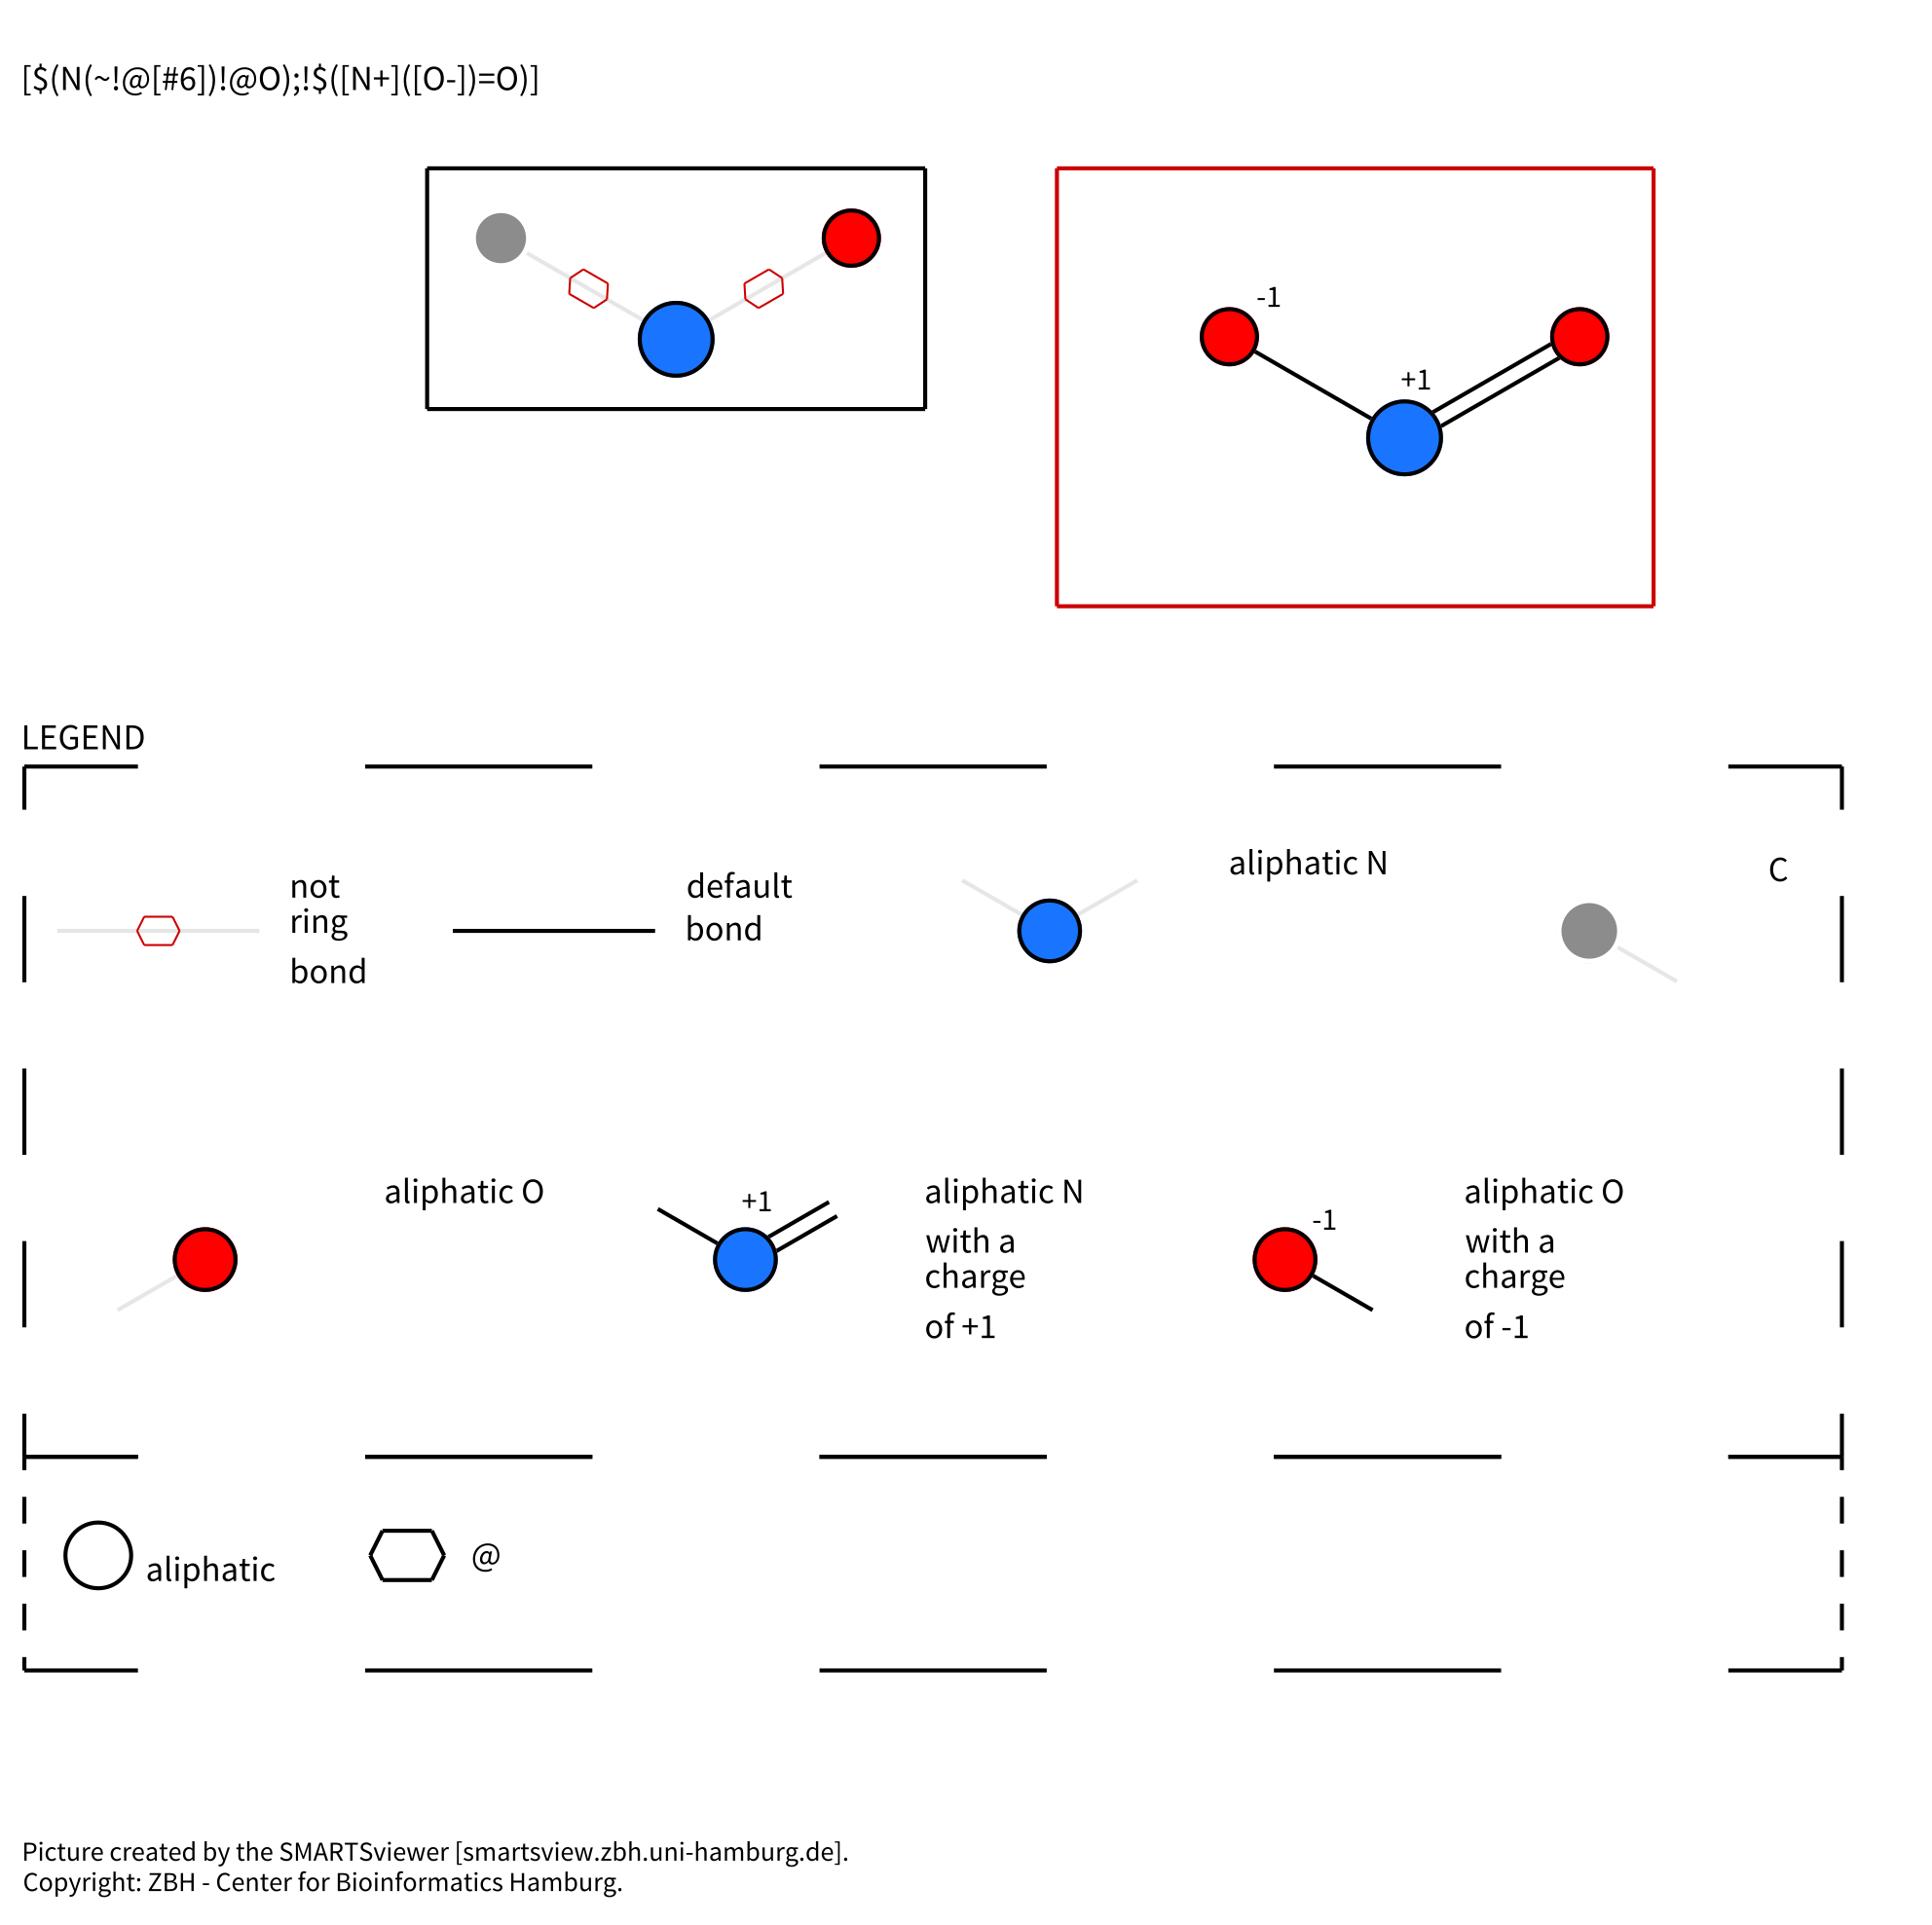 [$(N(~!@[#6])!@O);!$([N+]([O-])=O)]
-1
+1
LEGEND
not
ring
bond
default
bond
aliphatic N
C
aliphatic O
+1
aliphatic N
with a
charge
of +1
-1
aliphatic O
with a
charge
of -1
aliphatic
@
Picture created by the SMARTSviewer [smartsview.zbh.uni-hamburg.de].
Copyright: ZBH - Center for Bioinformatics Hamburg.